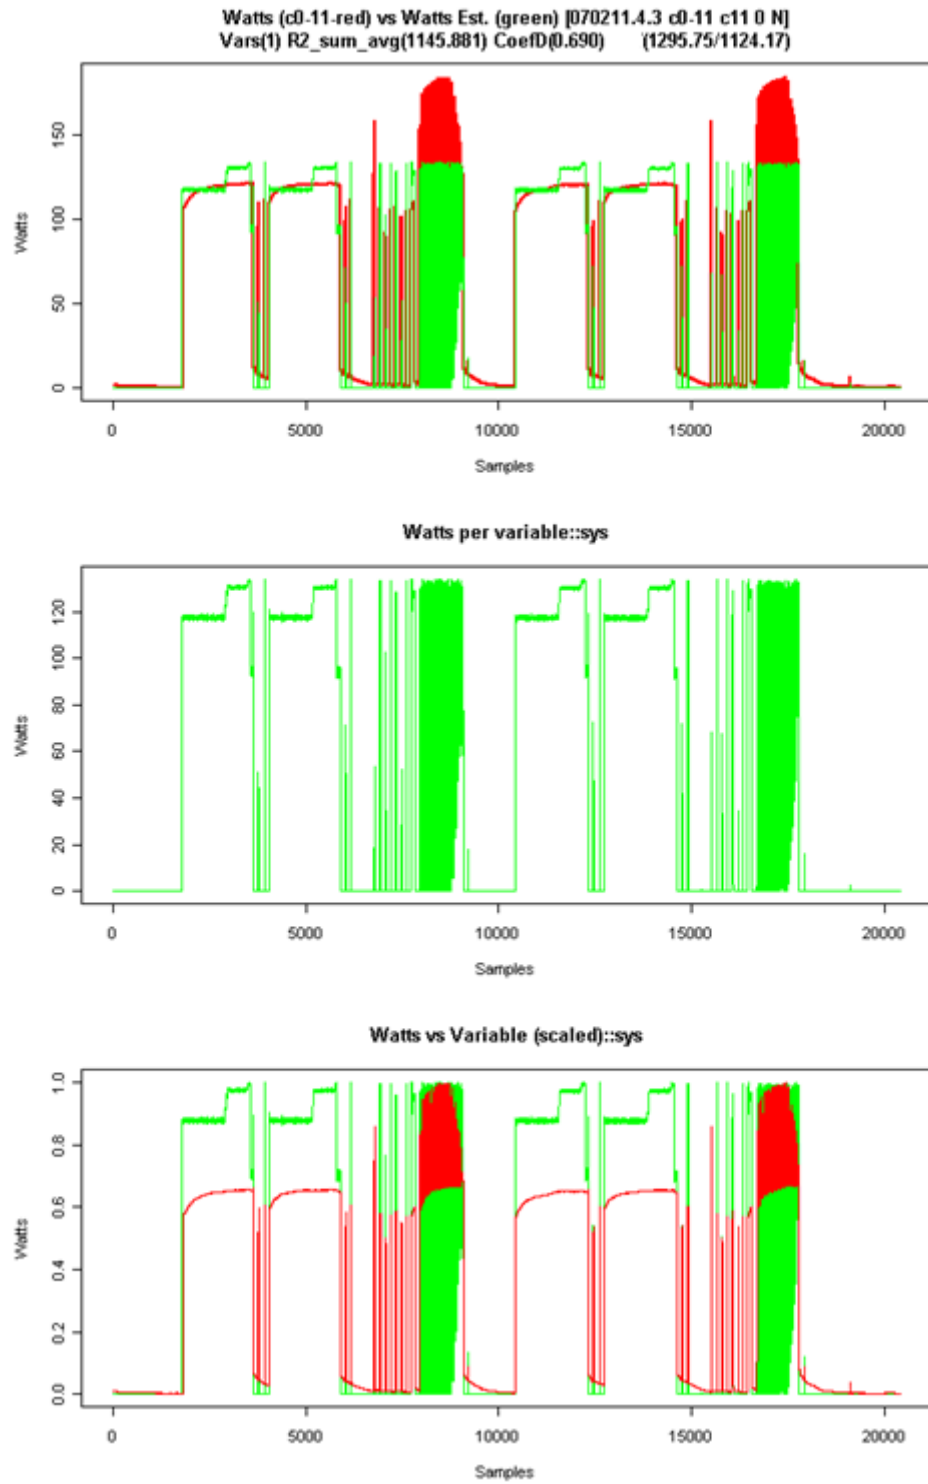 Watts (c0-11-red) vs Watts Est. (green) [070211.4.3 c0-11 c11 0 N]
Vars(1) R2_sum_avg(1145.881) CoefD(0.690) (1295.75/1124.17)
Watts
150
100
50
0
0 5000 10000 15000 20000
Samples
Watts per variable::sys
Watts
120
100
80
60
40
20
0
0 5000 10000 15000 20000
Samples
Watts vs Variable (scaled)::sys
Watts
1.0
0.8
0.6
0.4
0.2
0.0
0 5000 10000 15000 20000
Samples